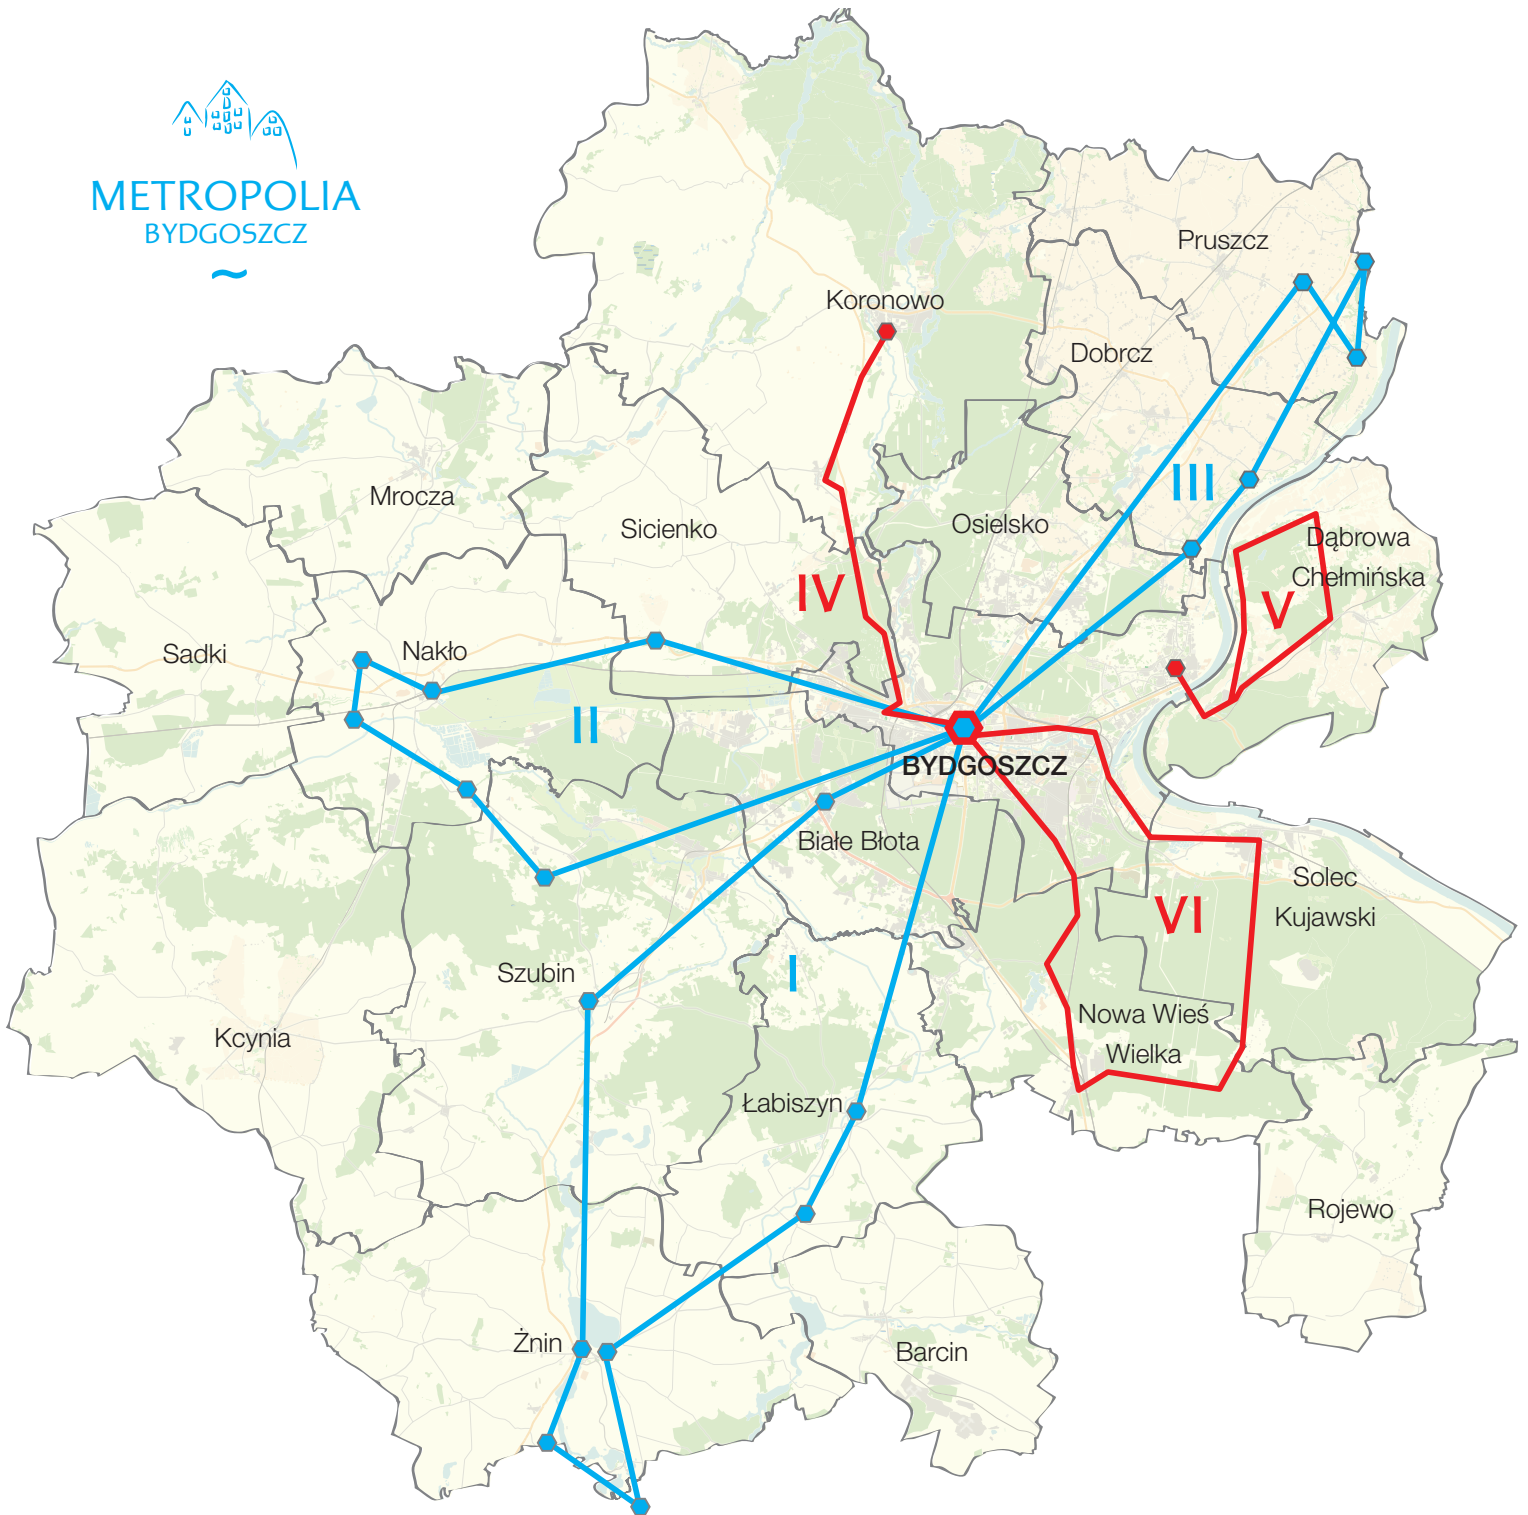 METROPOLIA
BYDGOSZCZ
Pruszcz
Koronowo
Dobrcz
III
Mrocza
Sicienko
Osielsko
Dąbrowa
Chełmińska
IV
V
Sadki
Nakło
II
BYDGOSZCZ
Białe Błota
Solec
Kujawski
VI
Szubin
I
Kcynia
Nowa Wieś
Wielka
Łabiszyn
Rojewo
Żnin
Barcin